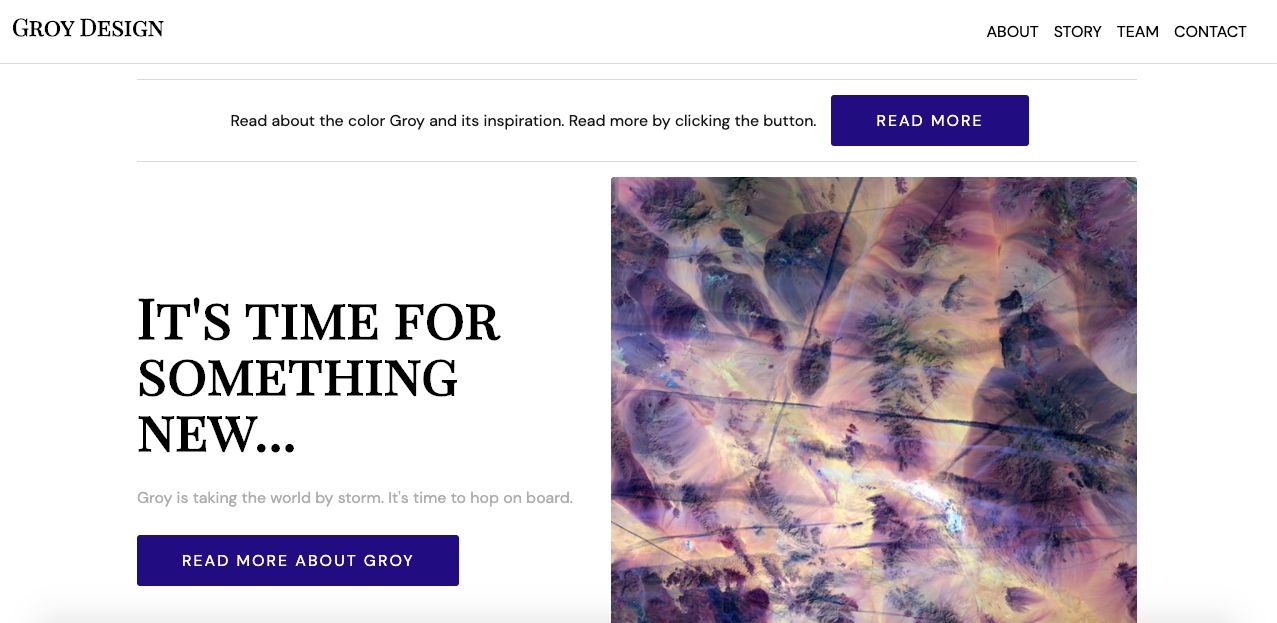 Groy Design
ABOUT STORY TEAM CONTACT
Read about the color Groy and its inspiration. Read more by clicking the button.
READ MORE
It's time for
something
new...
Groy is taking the world by storm. It's time to hop on board.
READ MORE ABOUT GROY